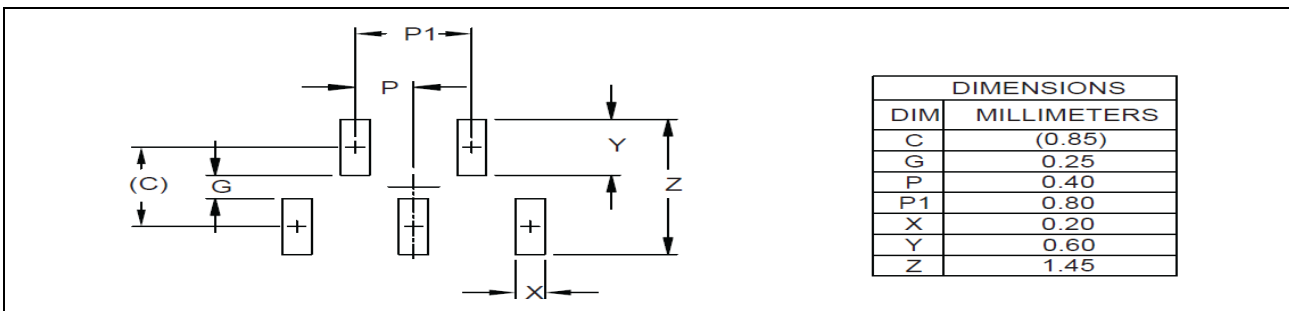 P1
P
Y
(C)
G
Z
X
DIMENSIONS
DIM MILLIMETERS
C (0.85)
G 0.25
P 0.40
P1 0.80
X 0.20
Y 0.60
Z 1.45